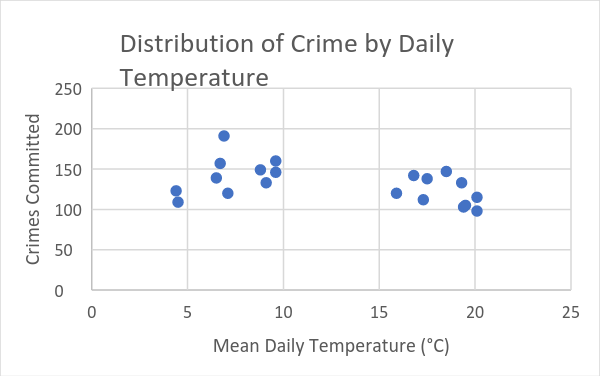 Distribution of Crime by Daily
Temperature
Crimes Committed
250
200
150
100
50
0
0 5 10 15 20 25
Mean Daily Temperature (°C)